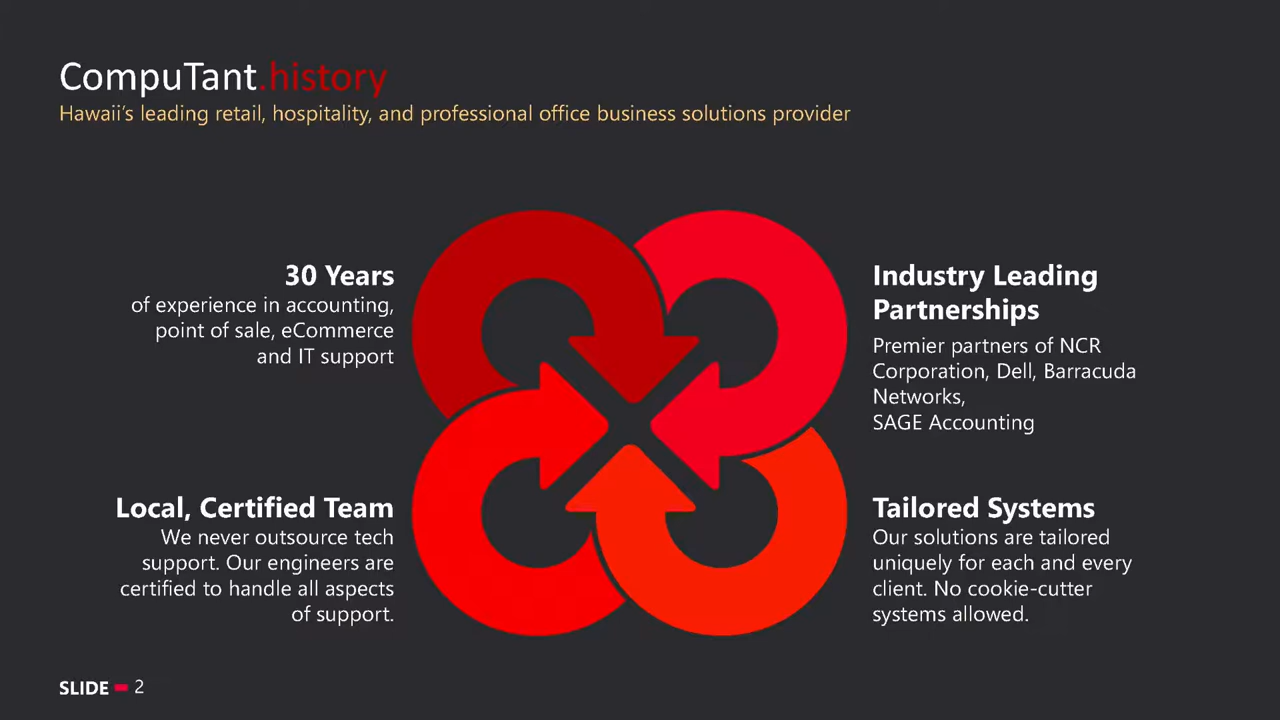 CompuTant.history
Hawaii’s leading retail, hospitality, and professional office business solutions provider
30 Years
of experience in accounting,
point of sale, eCommerce
and IT support
Industry Leading
Partnerships
Premier partners of NCR
Corporation, Dell, Barracuda
Networks,
SAGE Accounting
Local, Certified Team
We never outsource tech
support. Our engineers are
certified to handle all aspects
of support.
Tailored Systems
Our solutions are tailored
uniquely for each and every
client. No cookie-cutter
systems allowed.
SLIDE 2